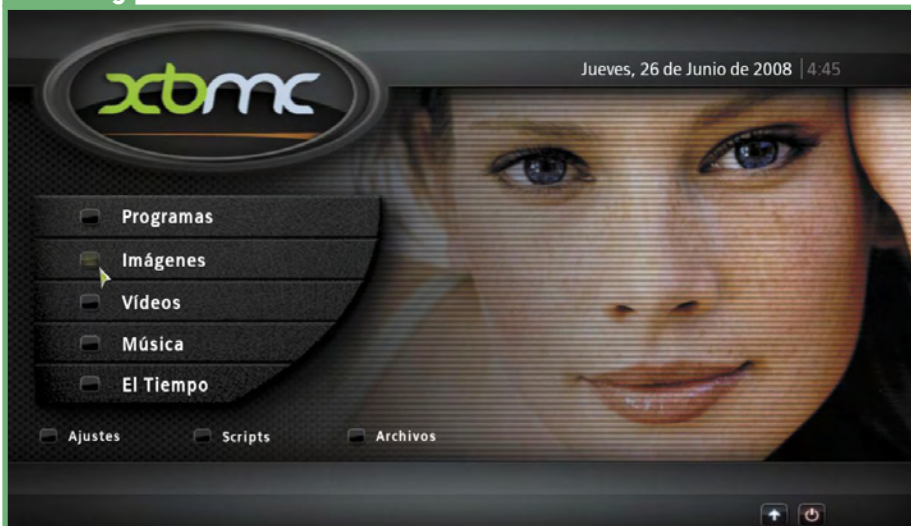 xbmc
Jueves, 26 de Junio de 2008 | 4:45
Programas
Imágenes
Vídeos
Música
El Tiempo
Ajustes Scripts Archivos